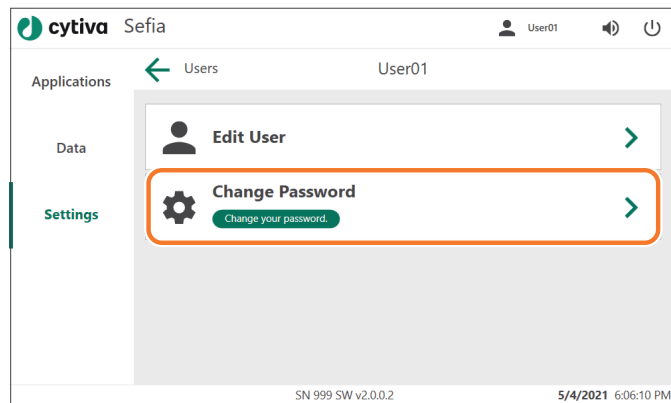 cytiva Sefia User01
Applications
Users User01
Edit User
Data
Change Password
Change your password.
Settings
SN 999 SW v2.0.0.2 5/4/2021 6:06:10 PM